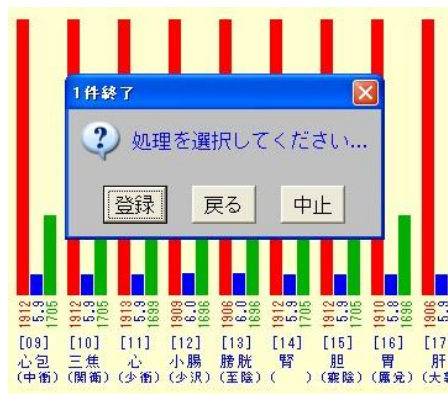 1件終了
処理を選択してください...
登録 戻る 中止
1912 5.9 1705 1912 5.9 1705 1913 5.9 1699 1909 6.0 1696 1906 6.0 1696 1912 5.9 1705 1912 5.9 1705 1910 5.8 1696 1906 5.9
[09] [10] [11] [12] [13] [14] [15] [16] [17
心包 三焦 心 小腸 膀胱 腎 胆 胃 肝
(中衝) (関衝) (少衝) (少沢) (至陰) ( ) (竅陰) (厲兌) (大敦